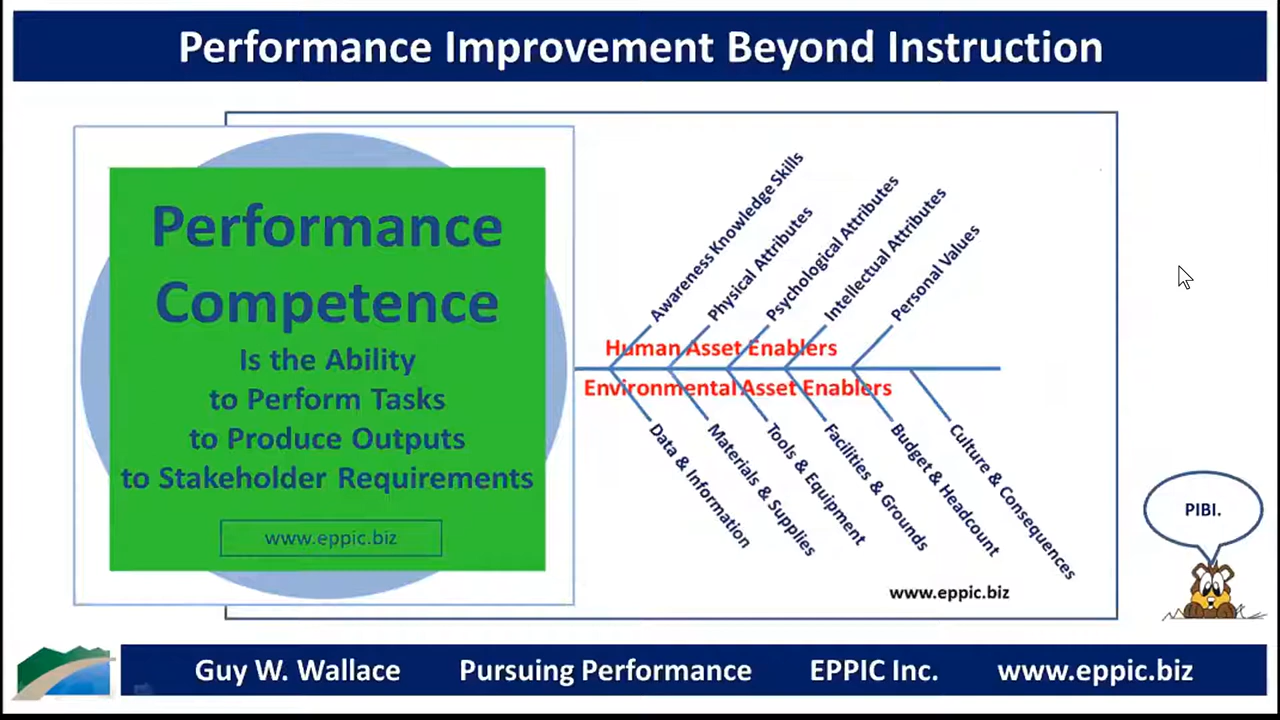 Performance Improvement Beyond Instruction
Performance
Competence
Is the Ability
to Perform Tasks
to Produce Outputs
to Stakeholder Requirements
www.eppic.biz
Awareness Knowledge Skills
Physical Attributes
Psychological Attributes
Intellectual Attributes
Personal Values
Human Asset Enablers
Environmental Asset Enablers
Data & Information
Materials & Supplies
Tools & Equipment
Facilities & Grounds
Budget & Headcount
Culture & Consequences
www.eppic.biz
PIBI.
Guy W. Wallace Pursuing Performance EPPIC Inc. www.eppic.biz